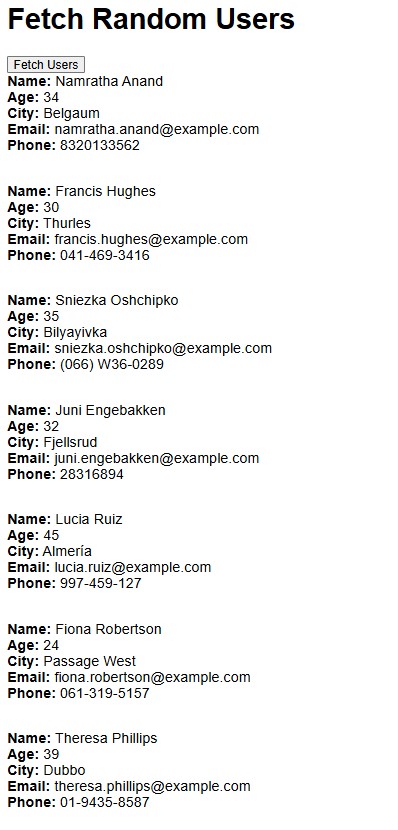 Fetch Random Users
Fetch Users
Name: Namratha Anand
Age: 34
City: Belgaum
Email: namratha.anand@example.com
Phone: 8320133562
Name: Francis Hughes
Age: 30
City: Thurles
Email: francis.hughes@example.com
Phone: 041-469-3416
Name: Sniezka Oshchipko
Age: 35
City: Bilyayivka
Email: sniezka.oshchipko@example.com
Phone: (066) W36-0289
Name: Juni Engebakken
Age: 32
City: Fjellsrud
Email: juni.engebakken@example.com
Phone: 28316894
Name: Lucia Ruiz
Age: 45
City: Almería
Email: lucia.ruiz@example.com
Phone: 997-459-127
Name: Fiona Robertson
Age: 24
City: Passage West
Email: fiona.robertson@example.com
Phone: 061-319-5157
Name: Theresa Phillips
Age: 39
City: Dubbo
Email: theresa.phillips@example.com
Phone: 01-9435-8587